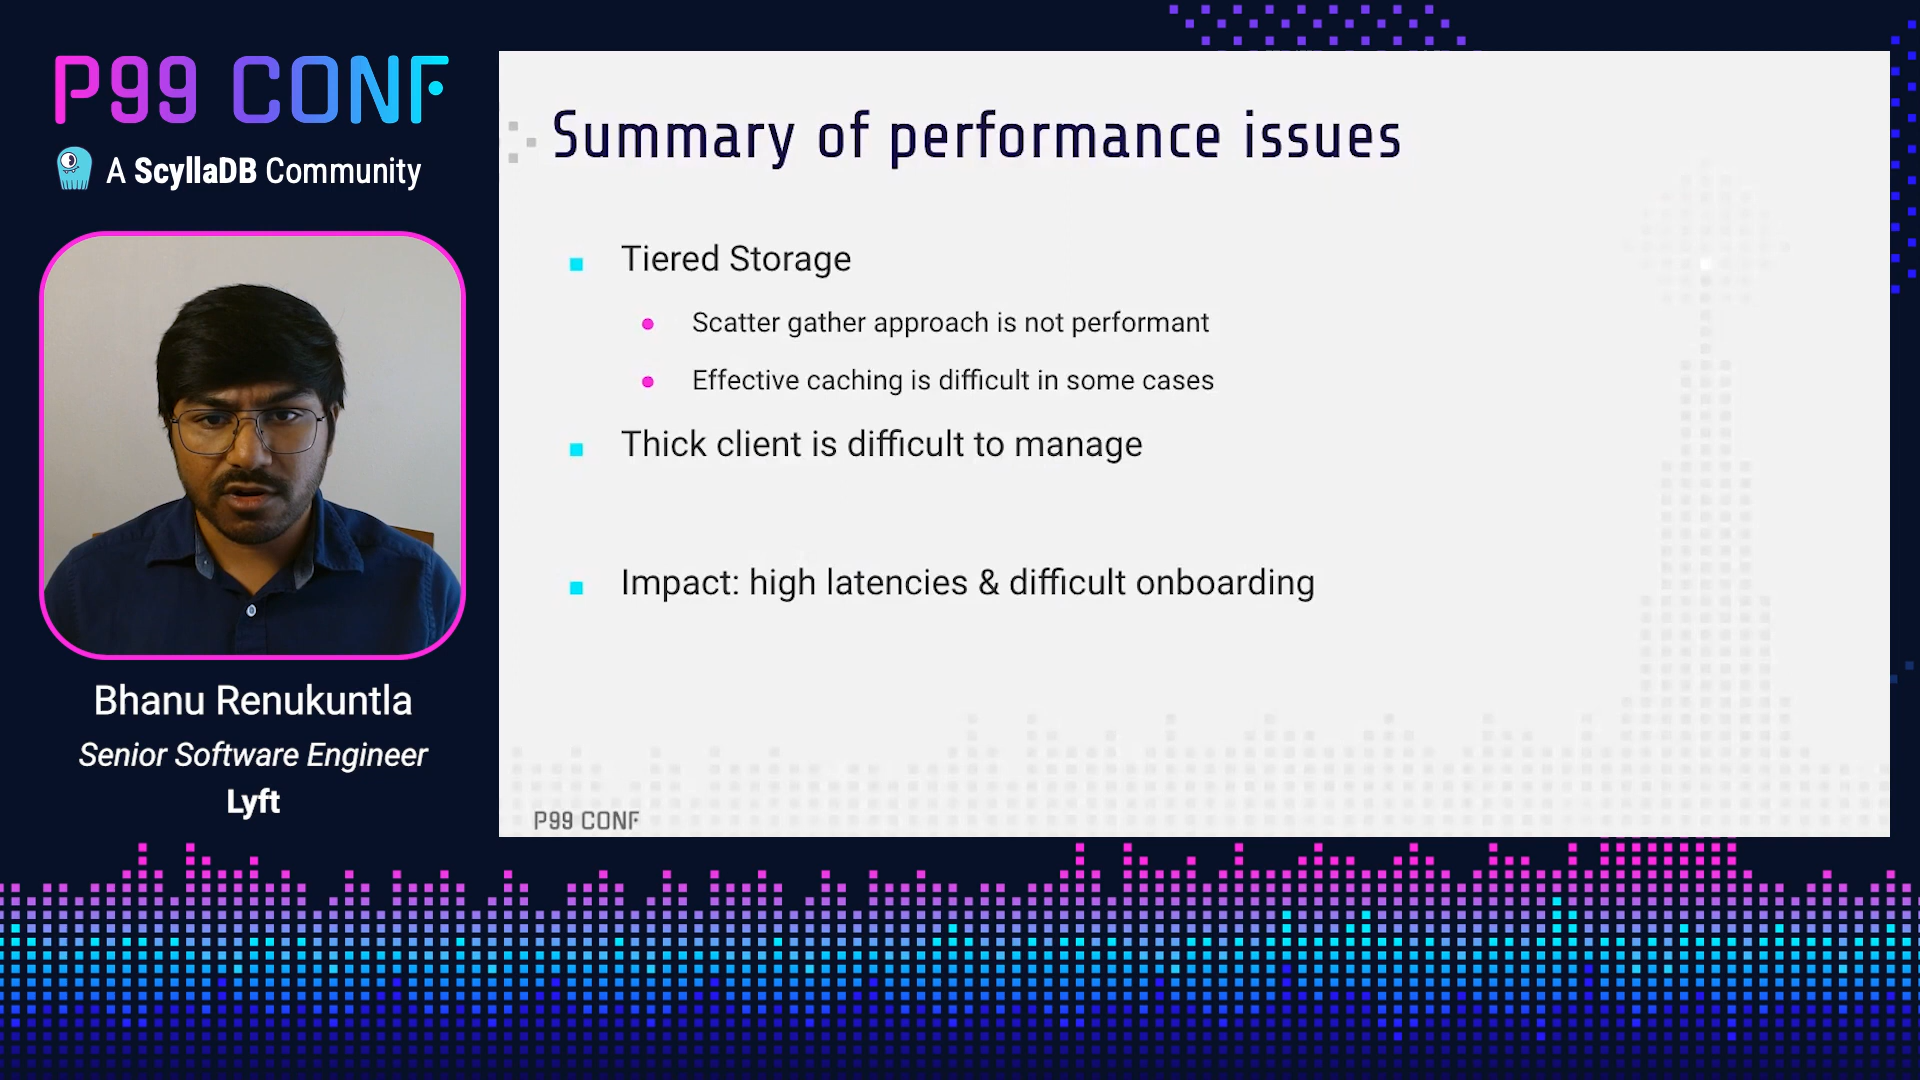 P99 CONF
A ScyllaDB Community
Bhanu Renukuntla
Senior Software Engineer
Lyft
Summary of performance issues
Tiered Storage
Scatter gather approach is not performant
Effective caching is difficult in some cases
Thick client is difficult to manage
Impact: high latencies & difficult onboarding
P99 CONF